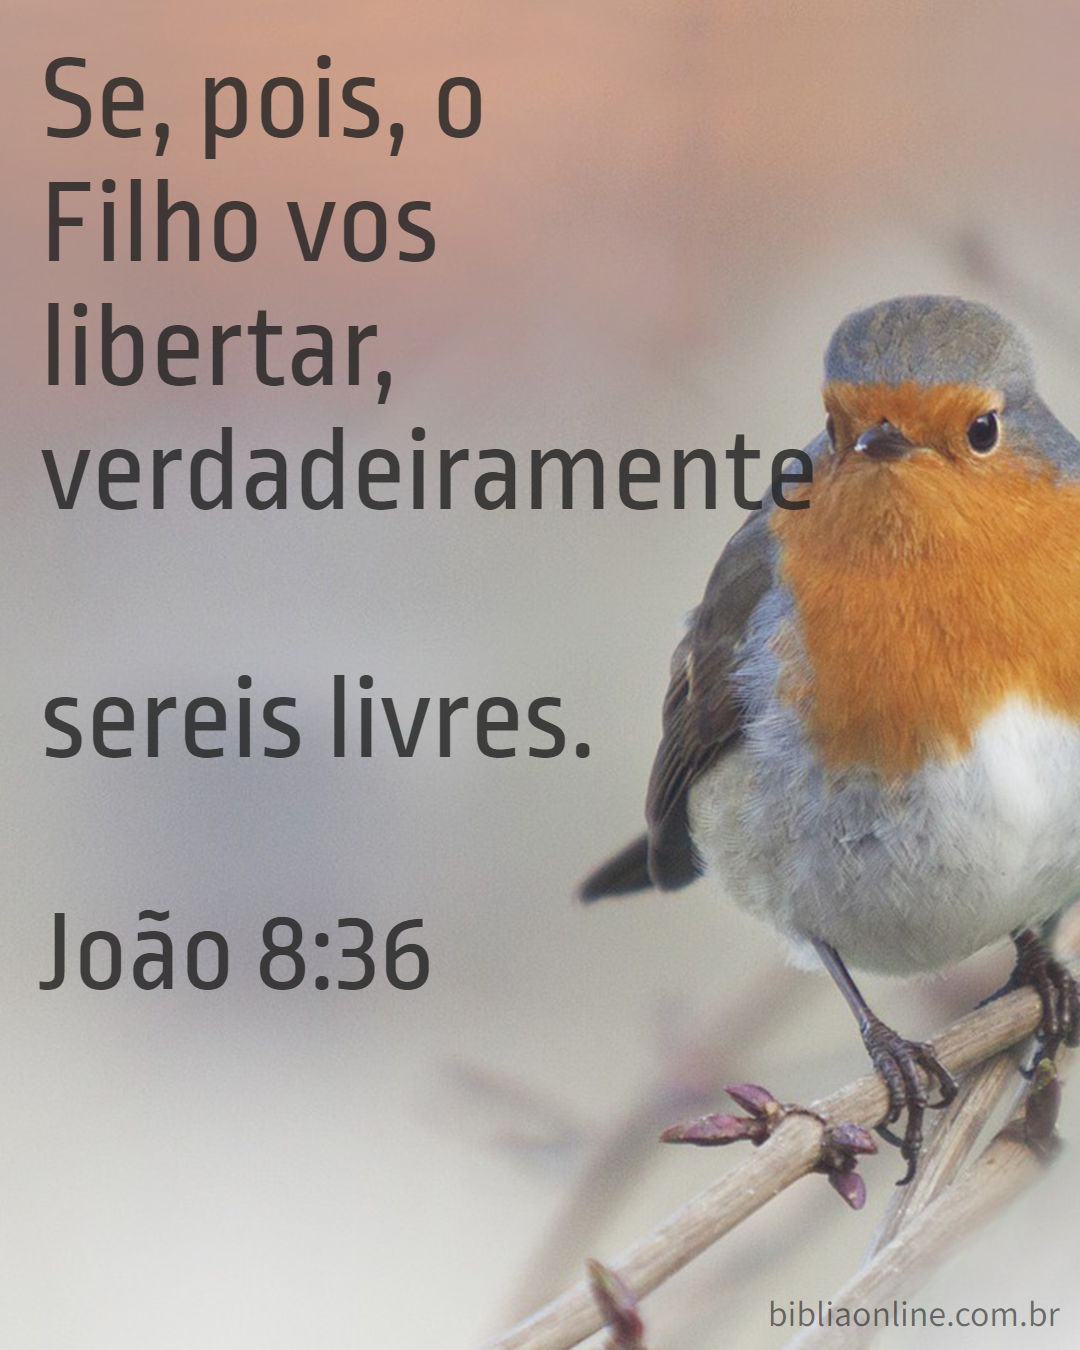 Se, pois, o
Filho vos
libertar,
verdadeiramente
sereis livres.
João 8:36
bibliaonline.com.br